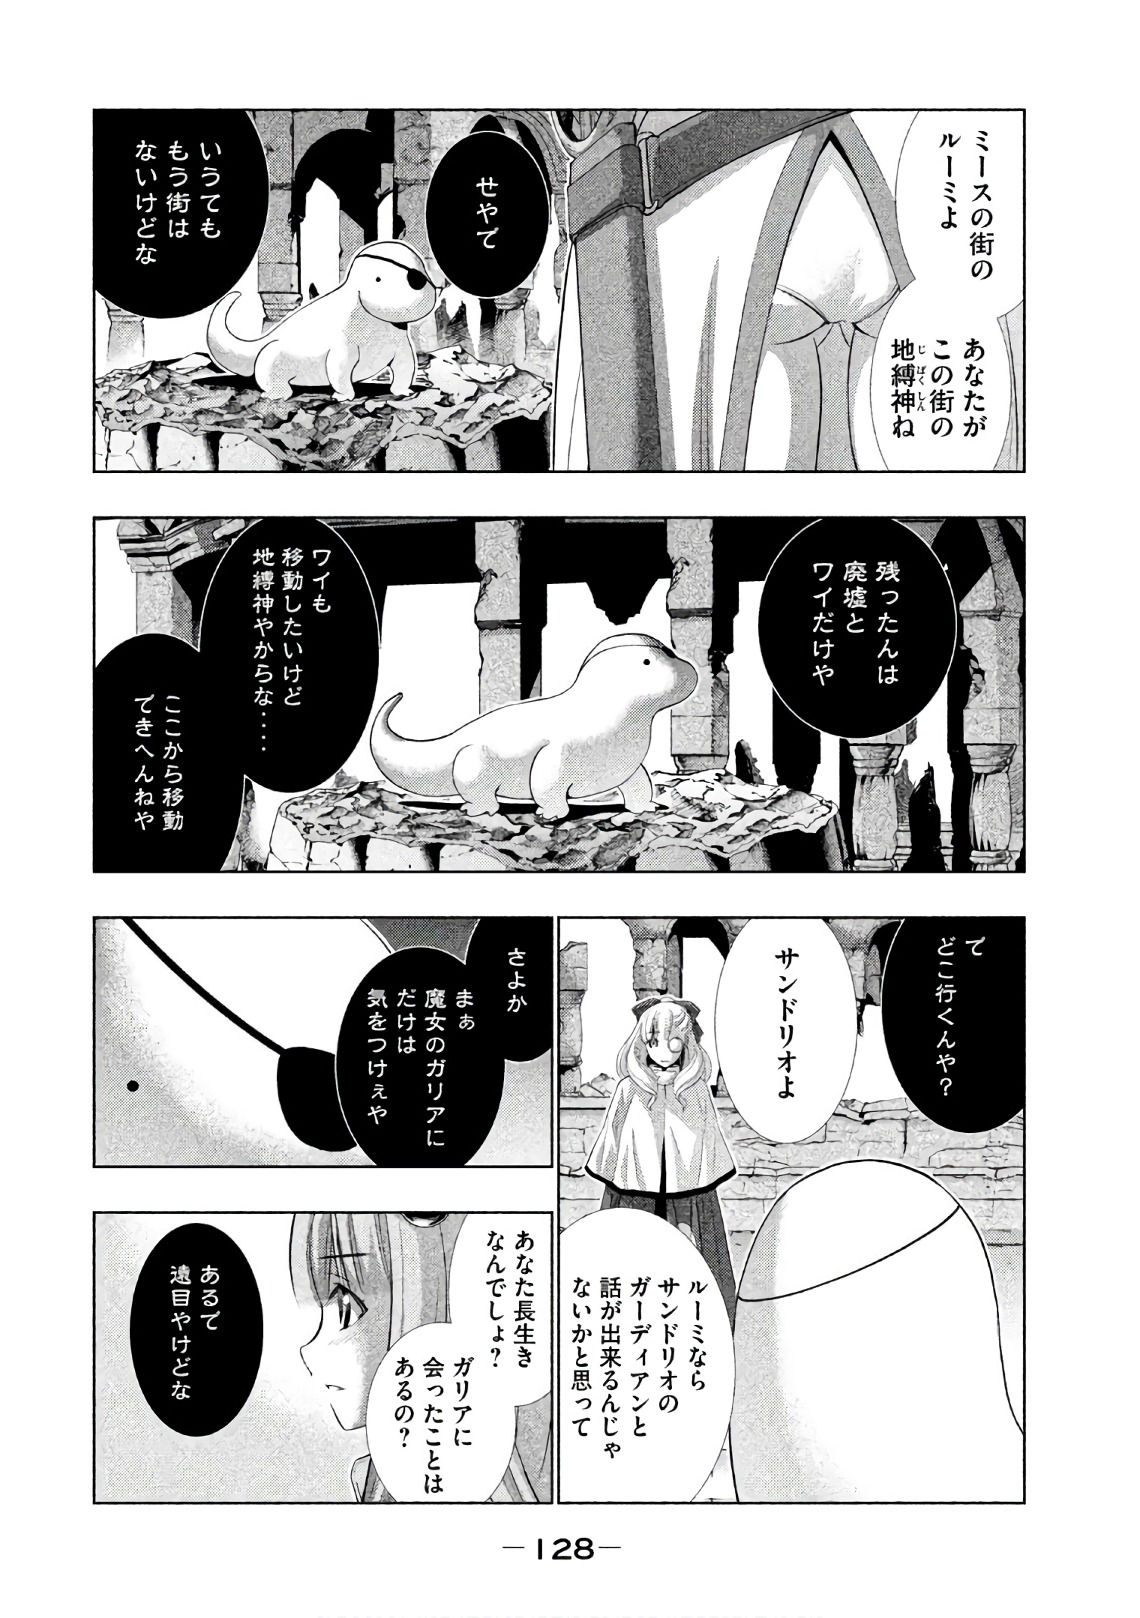 ミースの街の
ルーミよ
あなたが
この街の
地縛神ね
じばくしん
せやで
いうても
もう街は
ないけどな
残ったんは
廃墟と
ワイだけや
ワイも
移動したいけど
地縛神やからな‥‥
ここから移動
できへんねや
で
どこ行くんや?
サンドリオよ
ルーミなら
サンドリオの
ガーディアンと
話が出来るんじゃ
ないかと思って
さよか
まぁ
魔女のガリアに
だけは
気をつけぇや
あなた長生き
なんでしょ?
ガリアに
会ったことは
あるの?
あるで
遠目やけどな
—128—